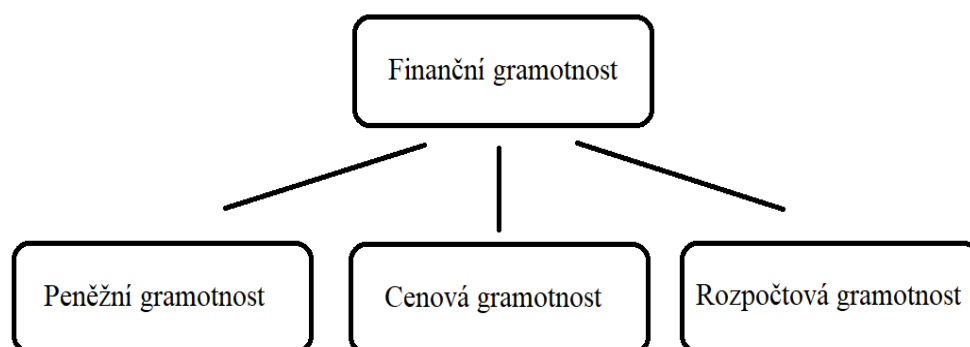 Finanční gramotnost
Peněžní gramotnost
Cenová gramotnost
Rozpočtová gramotnost